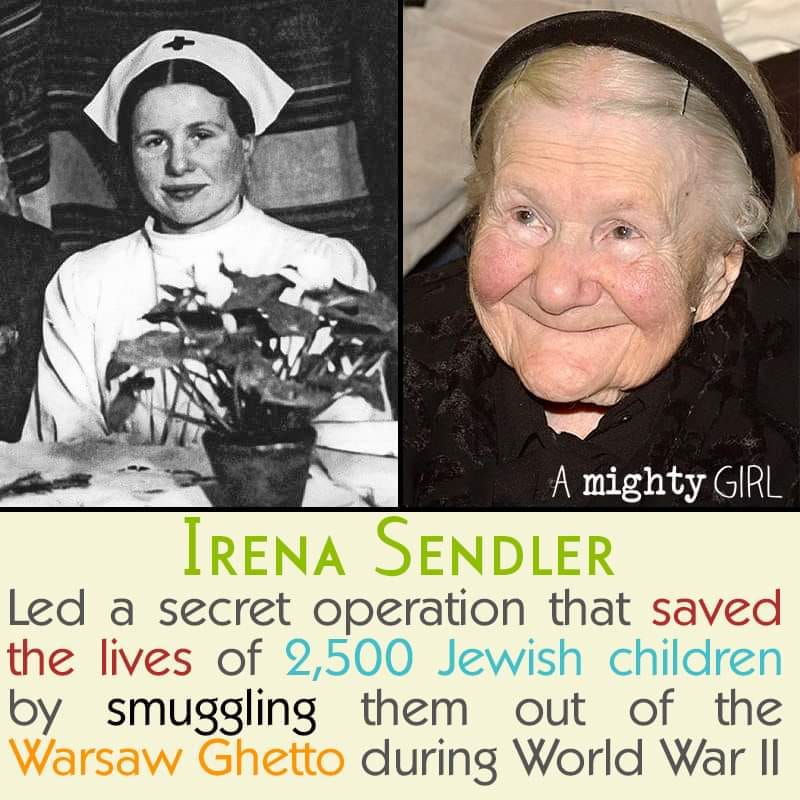 A mighty GIRL
IRENA SENDLER
Led a secret operation that saved
the lives of 2,500 Jewish children
by smuggling them out of the
Warsaw Ghetto during World War II